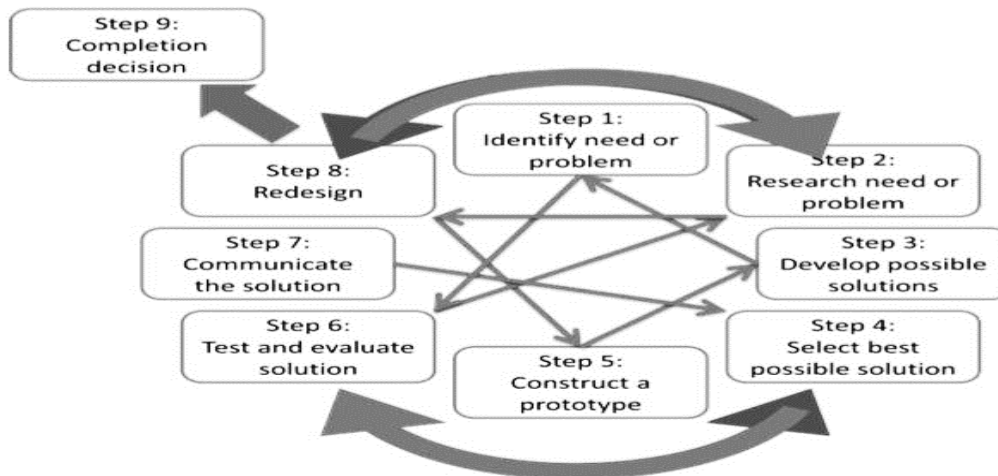 Step 9:
Completion
decision
Step 1:
Identify need or
problem
Step 2:
Research need or
problem
Step 3:
Develop possible
solutions
Step 4:
Select best
possible solution
Step 5:
Construct a
prototype
Step 6:
Test and evaluate
solution
Step 7:
Communicate
the solution
Step 8:
Redesign